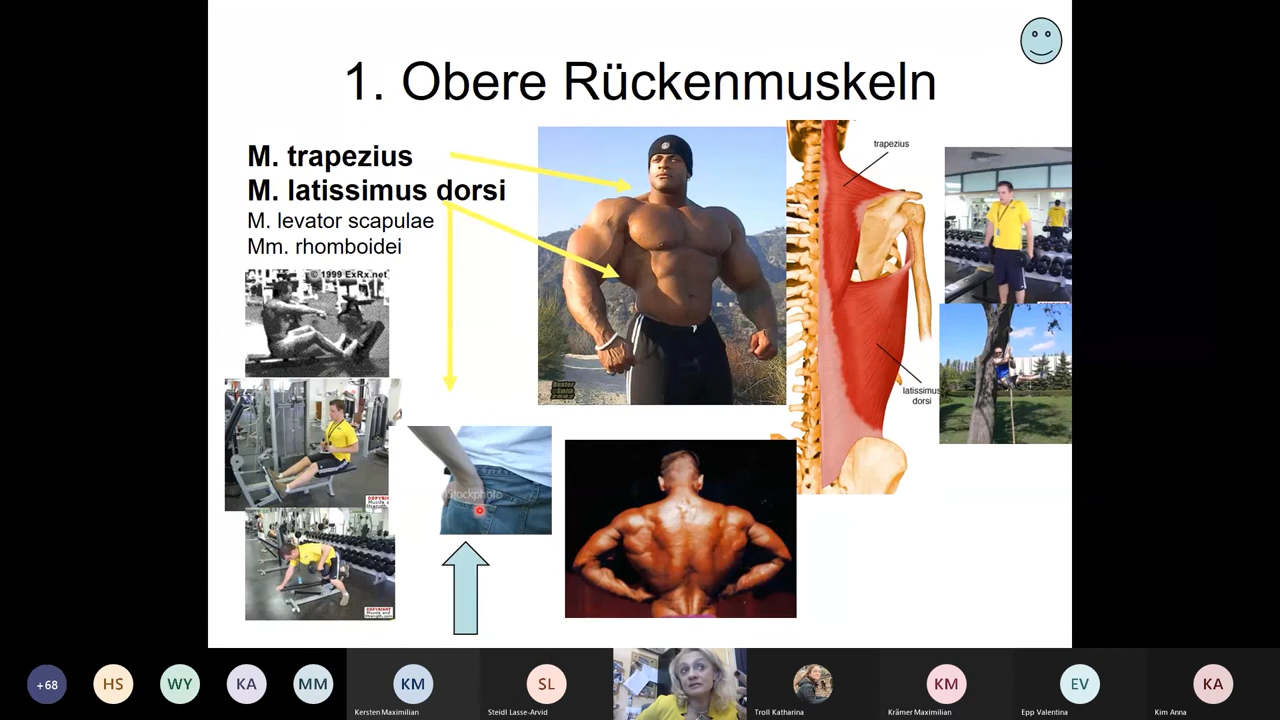 1. Obere Rückenmuskeln
M. trapezius
M. latissimus dorsi
M. levator scapulae
Mm. rhomboidei
© 1999 ExRx.net
trapezius
latissimus
dorsi
iStockphoto
+68
HS
WY
KA
MM
KM
Kersten Maximilian
SL
Steidl Lasse-Arvid
Troll Katharina
KM
Krämer Maximilian
EV
Epp Valentina
KA
Kim Anna